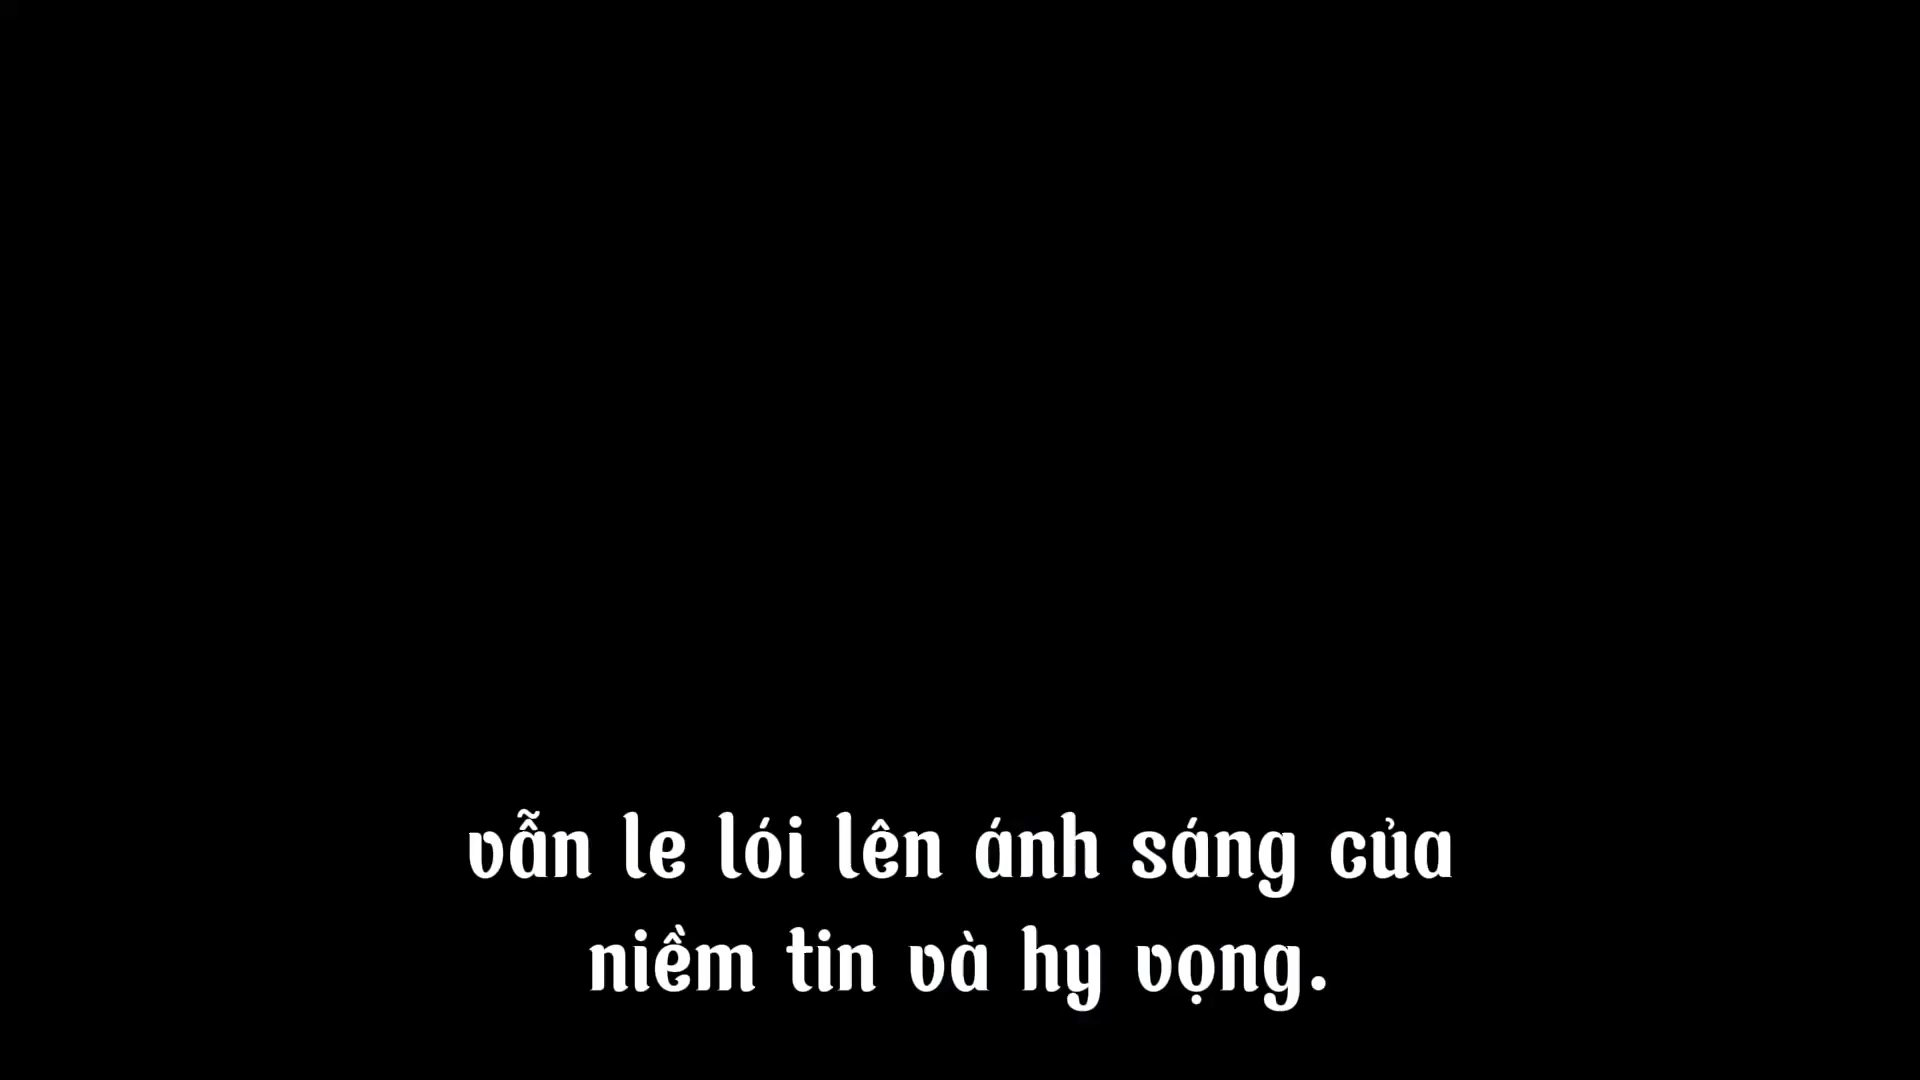 vẫn le lói lên ánh sáng của
niềm tin và hy vọng.